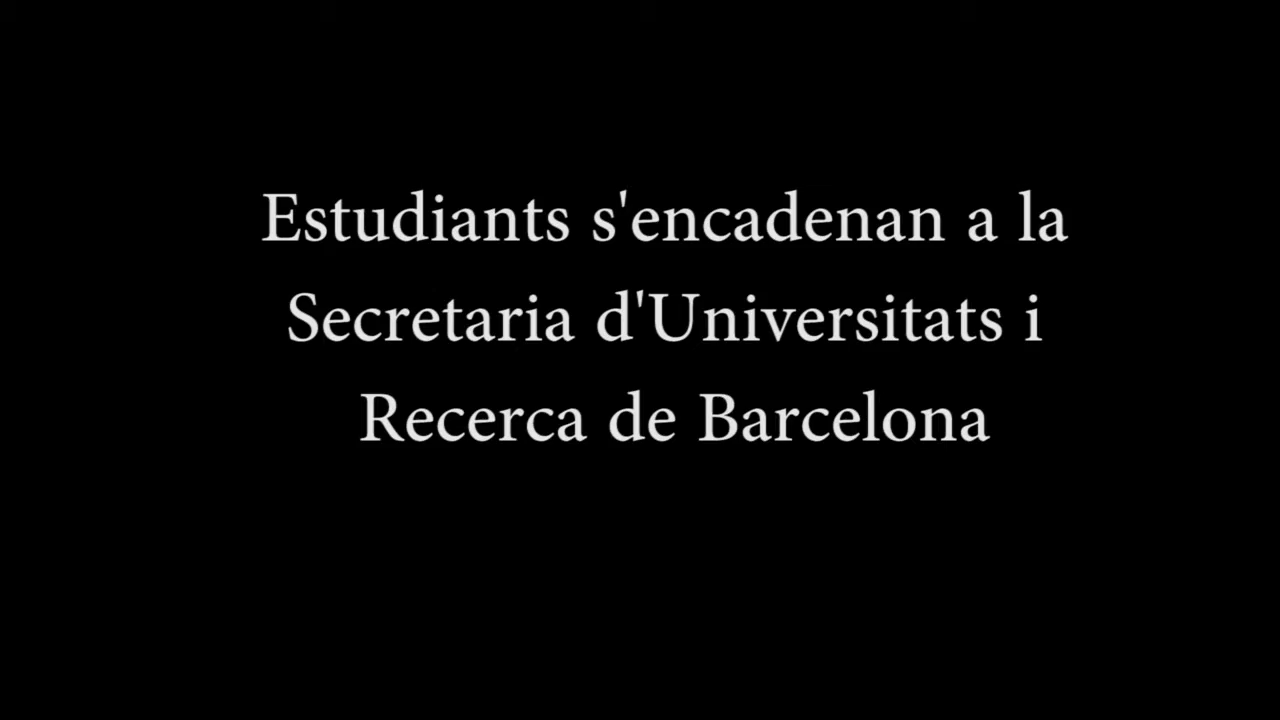 Estudiants s'encadenan a la
Secretaria d'Universitats i
Recerca de Barcelona